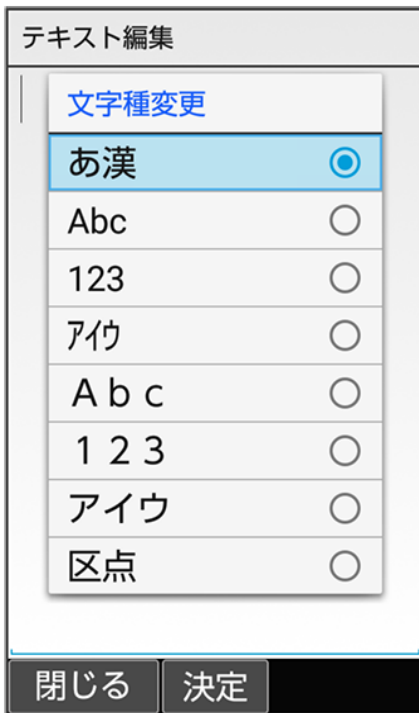 テキスト編集
文字種変更
あ漢
Abc
123
ｱｲｳ
Ａｂｃ
１２３
アイウ
区点
閉じる 決定